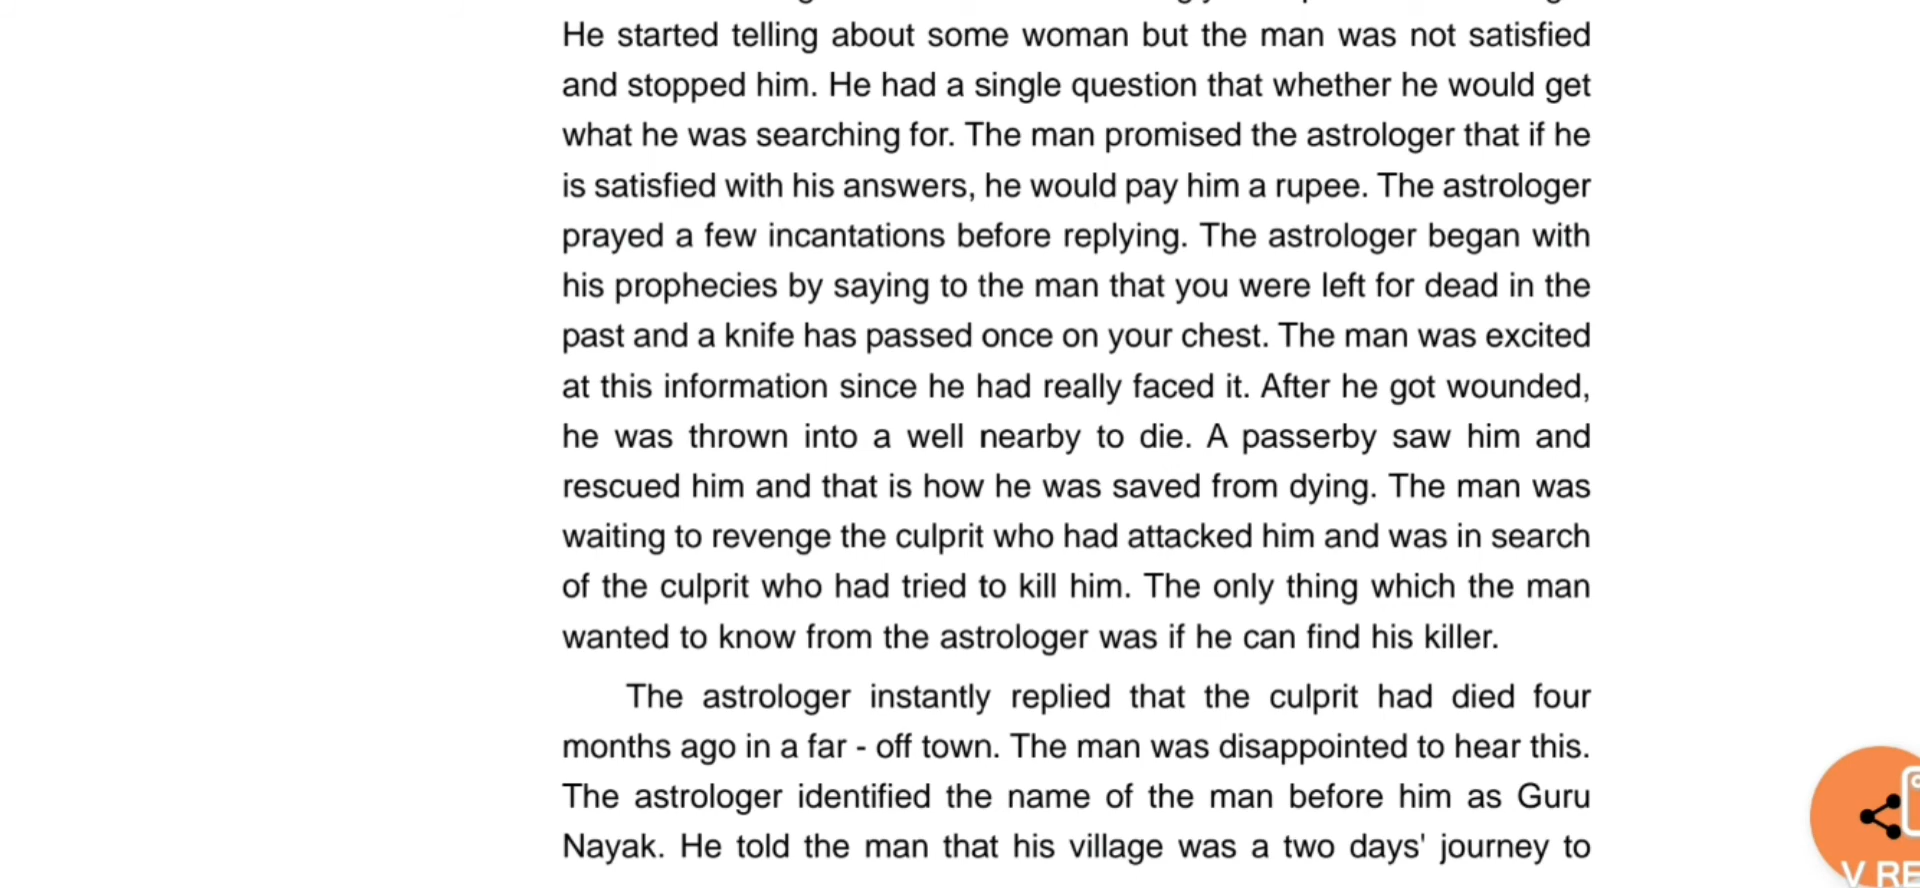 He started telling about some woman but the man was not satisfied
and stopped him. He had a single question that whether he would get
what he was searching for. The man promised the astrologer that if he
is satisfied with his answers, he would pay him a rupee. The astrologer
prayed a few incantations before replying. The astrologer began with
his prophecies by saying to the man that you were left for dead in the
past and a knife has passed once on your chest. The man was excited
at this information since he had really faced it. After he got wounded,
he was thrown into a well nearby to die. A passerby saw him and
rescued him and that is how he was saved from dying. The man was
waiting to revenge the culprit who had attacked him and was in search
of the culprit who had tried to kill him. The only thing which the man
wanted to know from the astrologer was if he can find his killer.
The astrologer instantly replied that the culprit had died four
months ago in a far - off town. The man was disappointed to hear this.
The astrologer identified the name of the man before him as Guru
Nayak. He told the man that his village was a two days' journey to
V RE